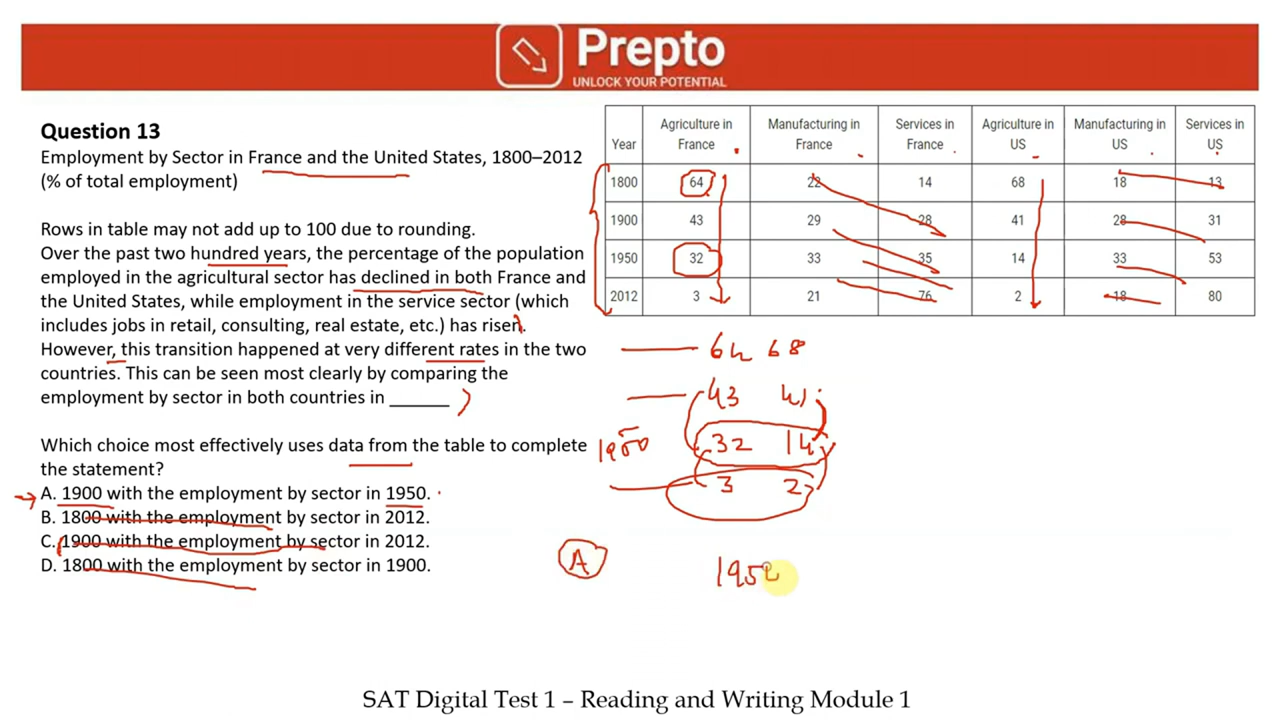 Prepto
UNLOCK YOUR POTENTIAL
Question 13
Employment by Sector in France and the United States, 1800–2012
(% of total employment)
Rows in table may not add up to 100 due to rounding.
Over the past two hundred years, the percentage of the population
employed in the agricultural sector has declined in both France and
the United States, while employment in the service sector (which
includes jobs in retail, consulting, real estate, etc.) has risen.
However, this transition happened at very different rates in the two
countries. This can be seen most clearly by comparing the
employment by sector in both countries in ______
Which choice most effectively uses data from the table to complete
the statement?
A. 1900 with the employment by sector in 1950.
B. 1800 with the employment by sector in 2012.
C. 1900 with the employment by sector in 2012.
D. 1800 with the employment by sector in 1900.
Year Agriculture in France Manufacturing in France Services in France Agriculture in US Manufacturing in US Services in US
1800 64 22 14 68 18 13
1900 43 29 28 41 28 31
1950 32 33 35 14 33 53
2012 3 21 76 2 18 80
64 68
43 41
1950 32 14
3 2
A
195
SAT Digital Test 1 – Reading and Writing Module 1